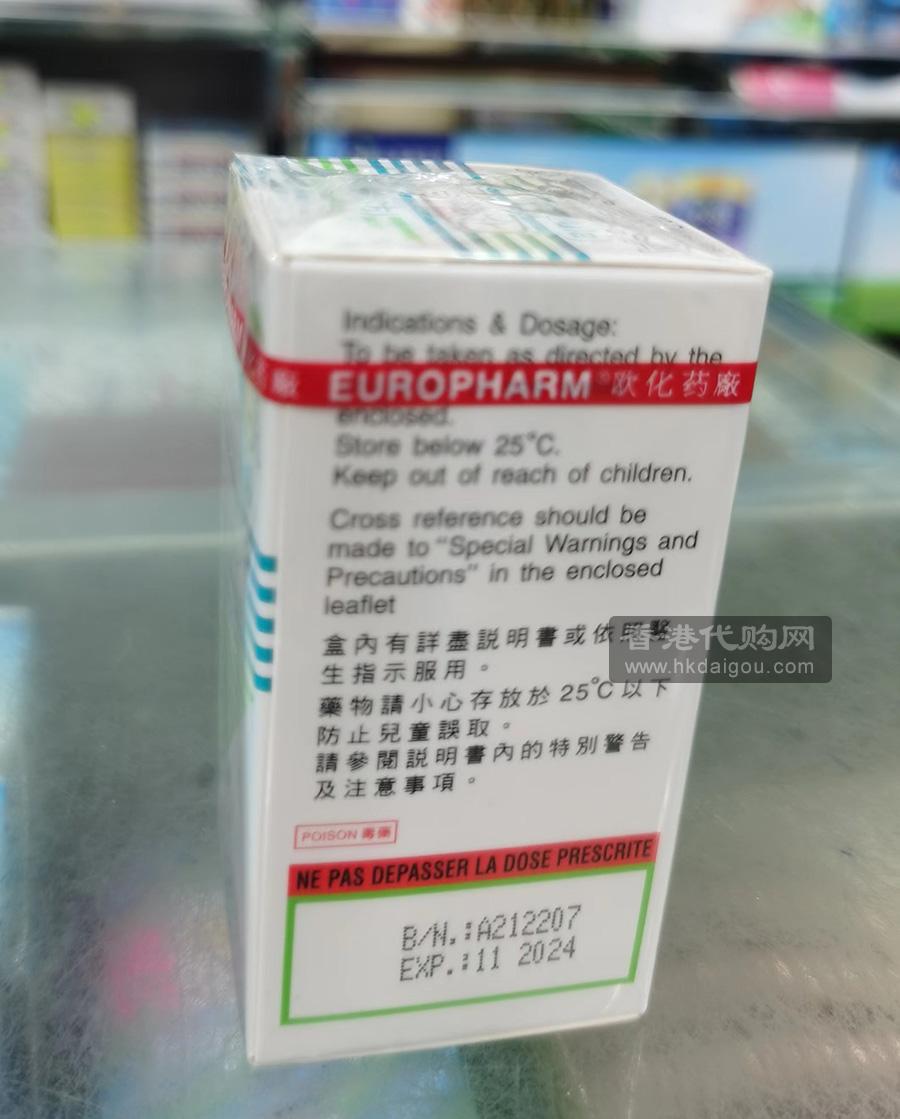 Indications & Dosage:
To be taken as directed by the
EUROPHARM® 欧化药廠
廠
enclosed.
Store below 25°C.
Keep out of reach of children.
Cross reference should be
made to "Special Warnings and
Precautions" in the enclosed
leaflet
盒內有詳盡説明書或依照醫
生指示服用。
藥物請小心存放於25°C以下
防止兒童誤取。
請參閱説明書內的特別警告
及注意事項。
香港代购网
www.hkdaigou.com
POISON 毒藥
NE PAS DEPASSER LA DOSE PRESCRITE
B/N.:A212207
EXP.:11 2024